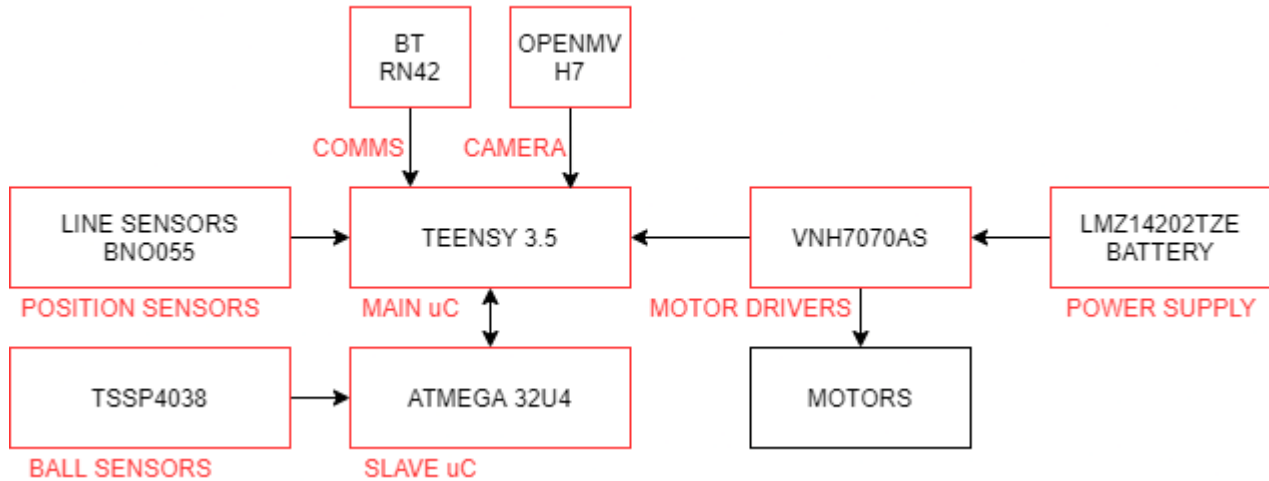 BT
RN42
OPENMV
H7
COMMS
CAMERA
LINE SENSORS
BNO055
TEENSY 3.5
VNH7070AS
LMZ14202TZE
BATTERY
POSITION SENSORS
MAIN uC
MOTOR DRIVERS
POWER SUPPLY
TSSP4038
ATMEGA 32U4
MOTORS
BALL SENSORS
SLAVE uC